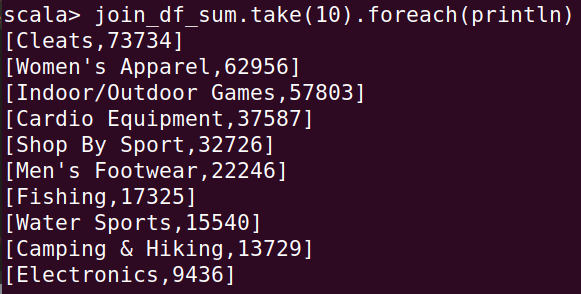 scala> join_df_sum.take(10).foreach(println)
[Cleats,73734]
[Women's Apparel,62956]
[Indoor/Outdoor Games,57803]
[Cardio Equipment,37587]
[Shop By Sport,32726]
[Men's Footwear,22246]
[Fishing,17325]
[Water Sports,15540]
[Camping & Hiking,13729]
[Electronics,9436]